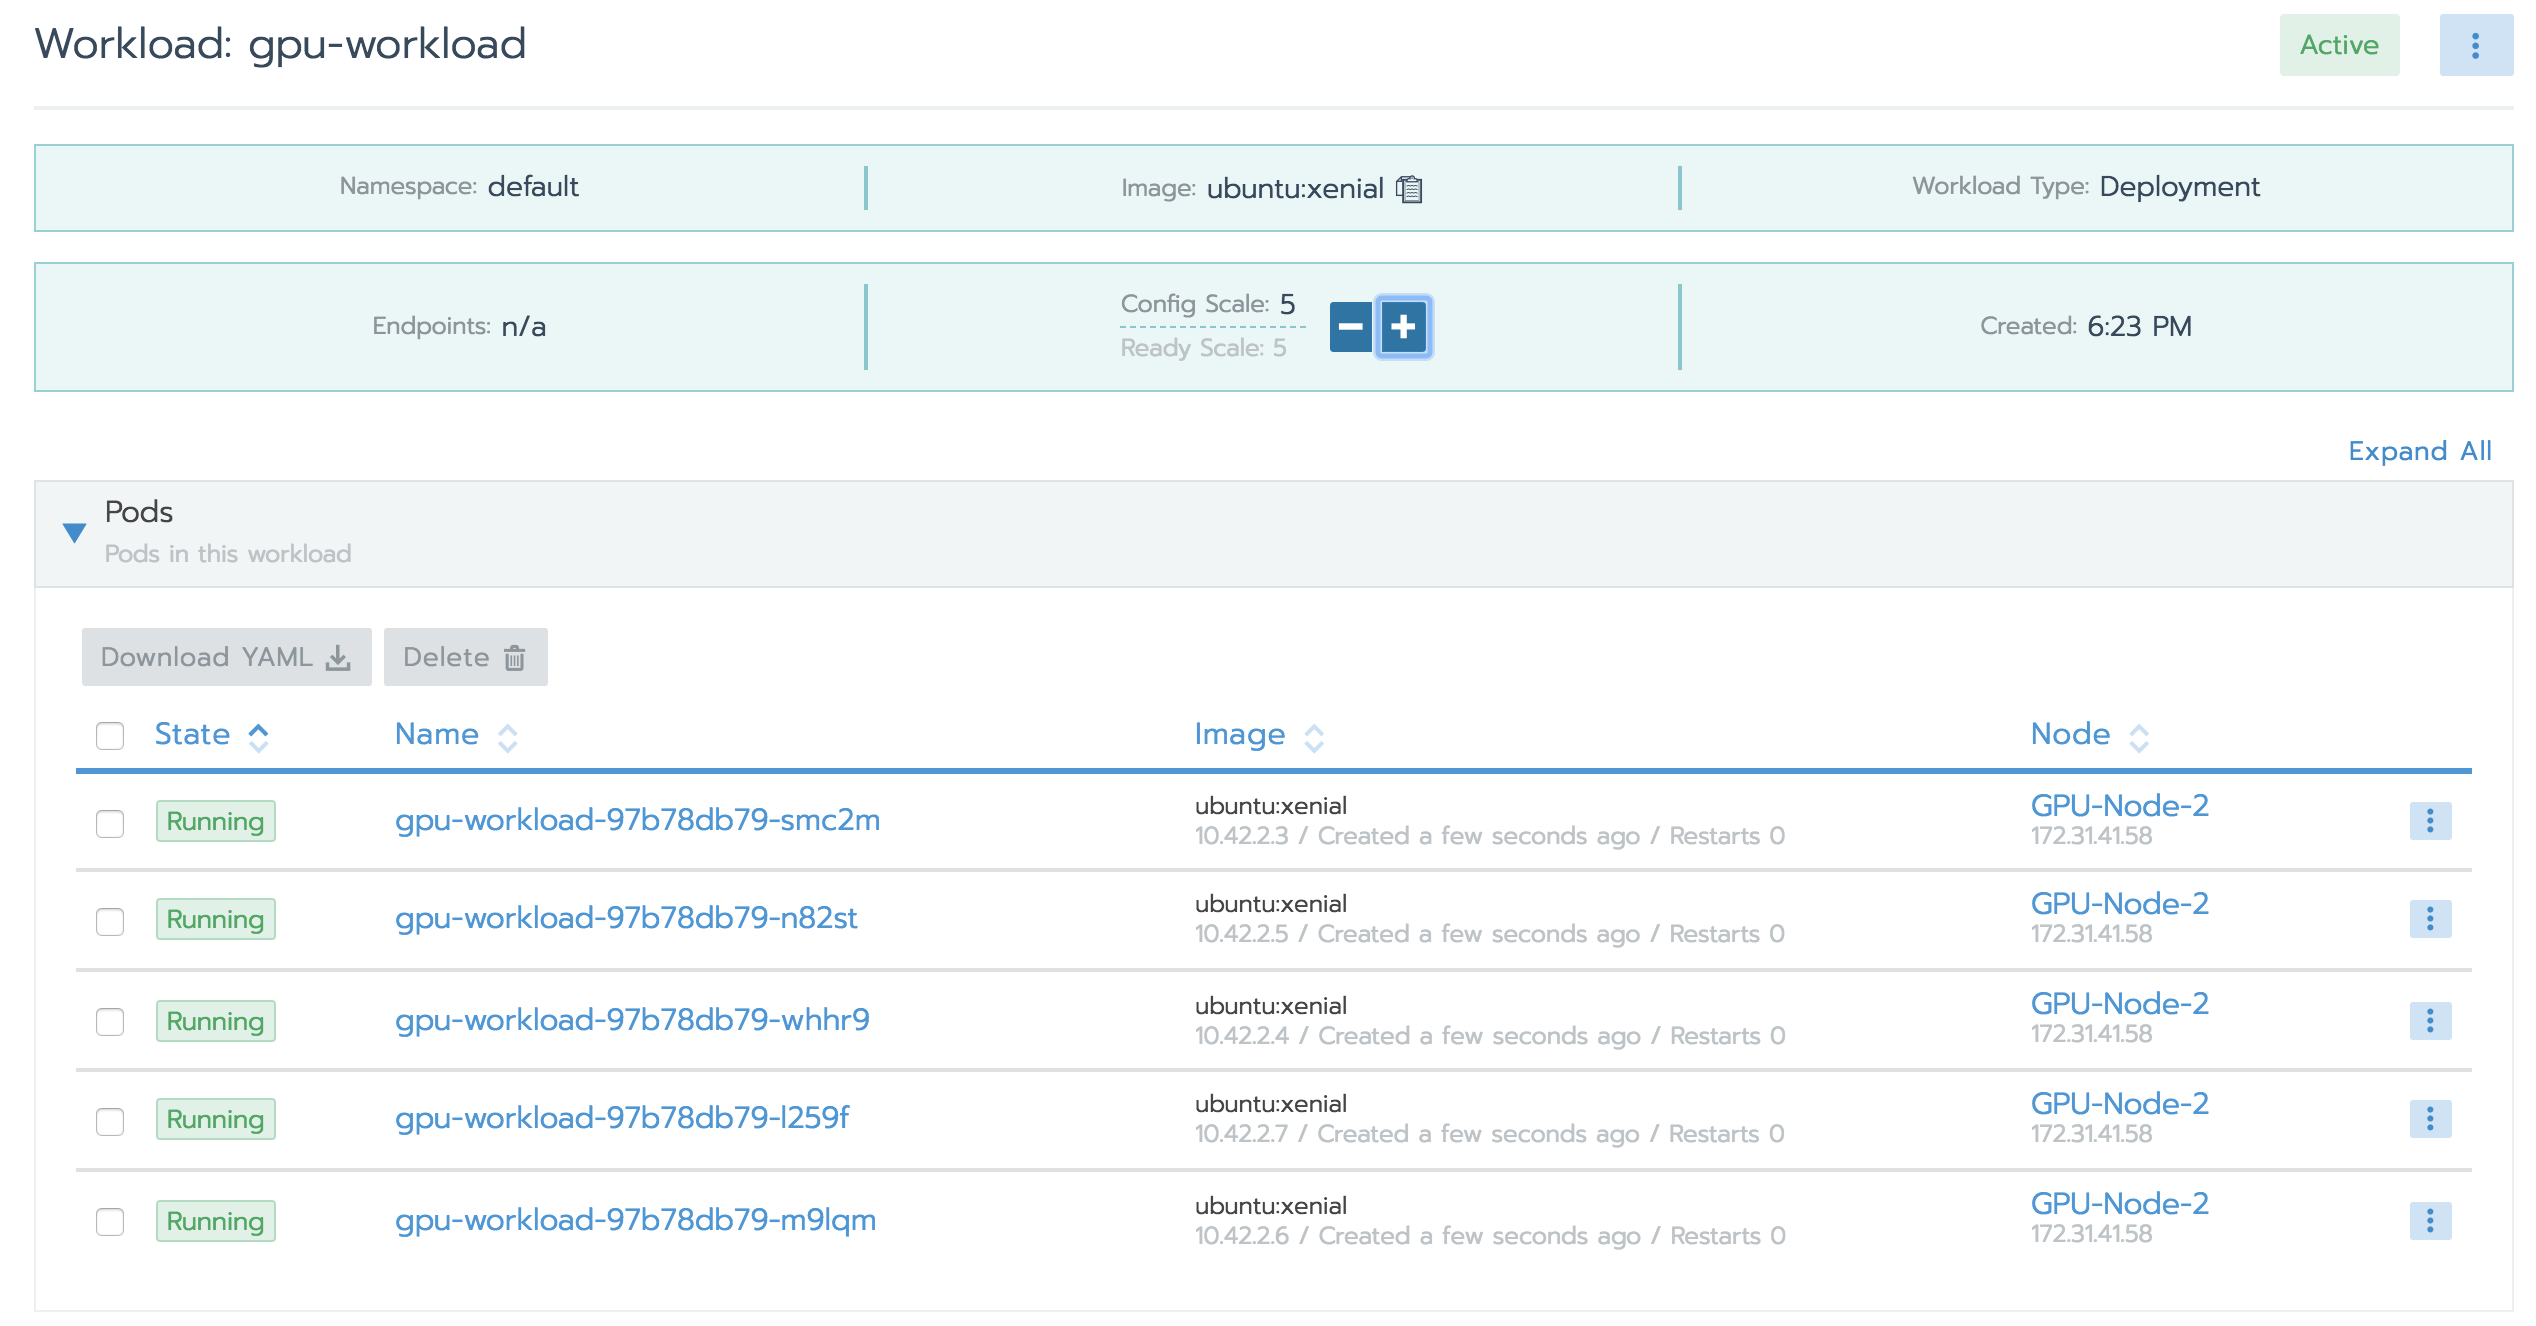 Workload: gpu-workload
Active
Namespace: default
Image: ubuntu:xenial
Workload Type: Deployment
Endpoints: n/a
Config Scale: 5
Ready Scale: 5
Created: 6:23 PM
Expand All
Pods
Pods in this workload
Download YAML
Delete
State Name Image Node
Running gpu-workload-97b78db79-smc2m ubuntu:xenial GPU-Node-2
10.42.2.3 / Created a few seconds ago / Restarts 0 172.31.41.58
Running gpu-workload-97b78db79-n82st ubuntu:xenial GPU-Node-2
10.42.2.5 / Created a few seconds ago / Restarts 0 172.31.41.58
Running gpu-workload-97b78db79-whhr9 ubuntu:xenial GPU-Node-2
10.42.2.4 / Created a few seconds ago / Restarts 0 172.31.41.58
Running gpu-workload-97b78db79-l259f ubuntu:xenial GPU-Node-2
10.42.2.7 / Created a few seconds ago / Restarts 0 172.31.41.58
Running gpu-workload-97b78db79-m9lqm ubuntu:xenial GPU-Node-2
10.42.2.6 / Created a few seconds ago / Restarts 0 172.31.41.58